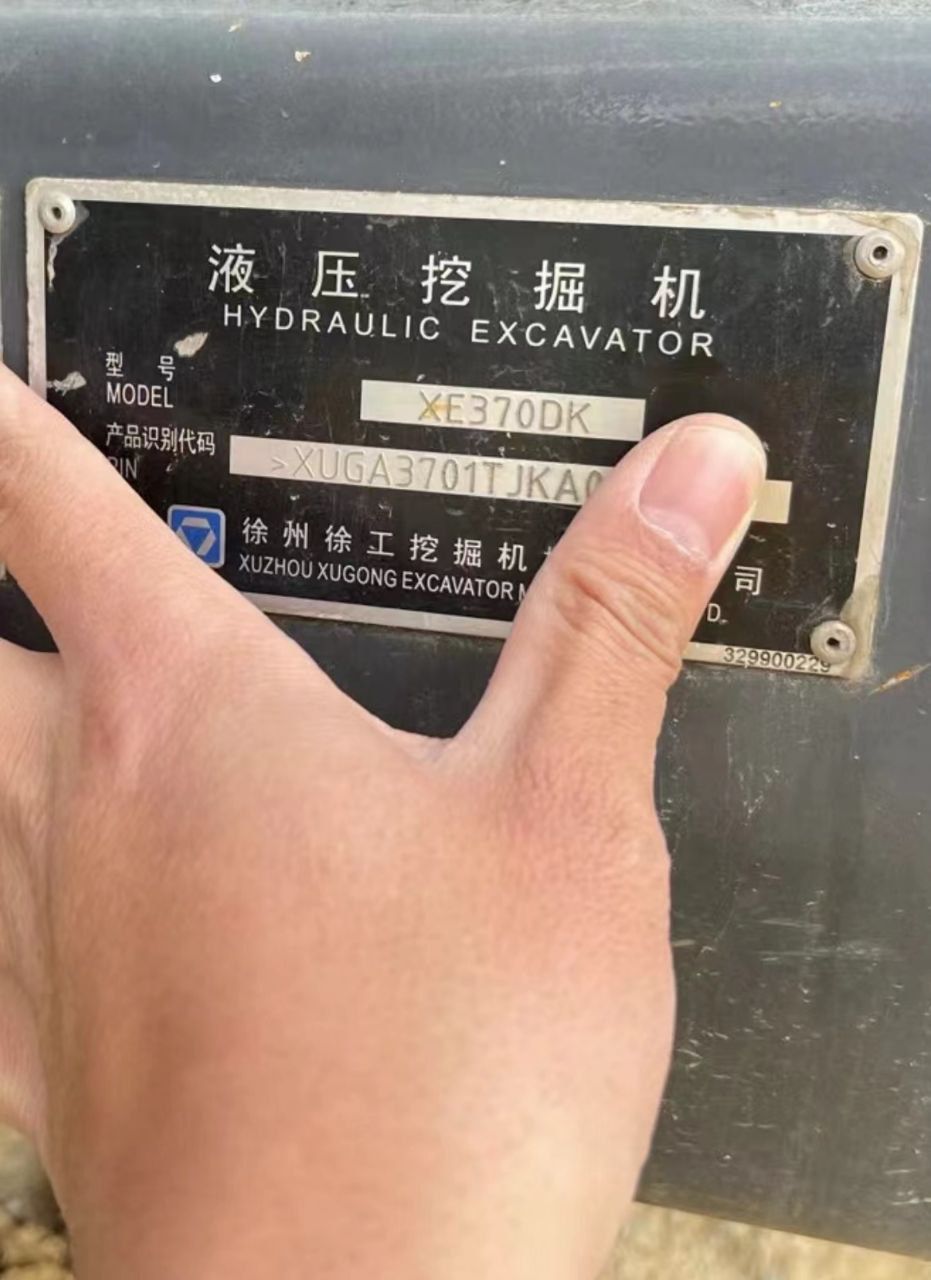 液压挖掘机
HYDRAULIC EXCAVATOR
型号
MODEL
XE370DK
产品识别代码
PIN
>XUGA3701TJKA0
徐州徐工挖掘机
司
XUZHOU XUGONG EXCAVATOR M
D.
329900229